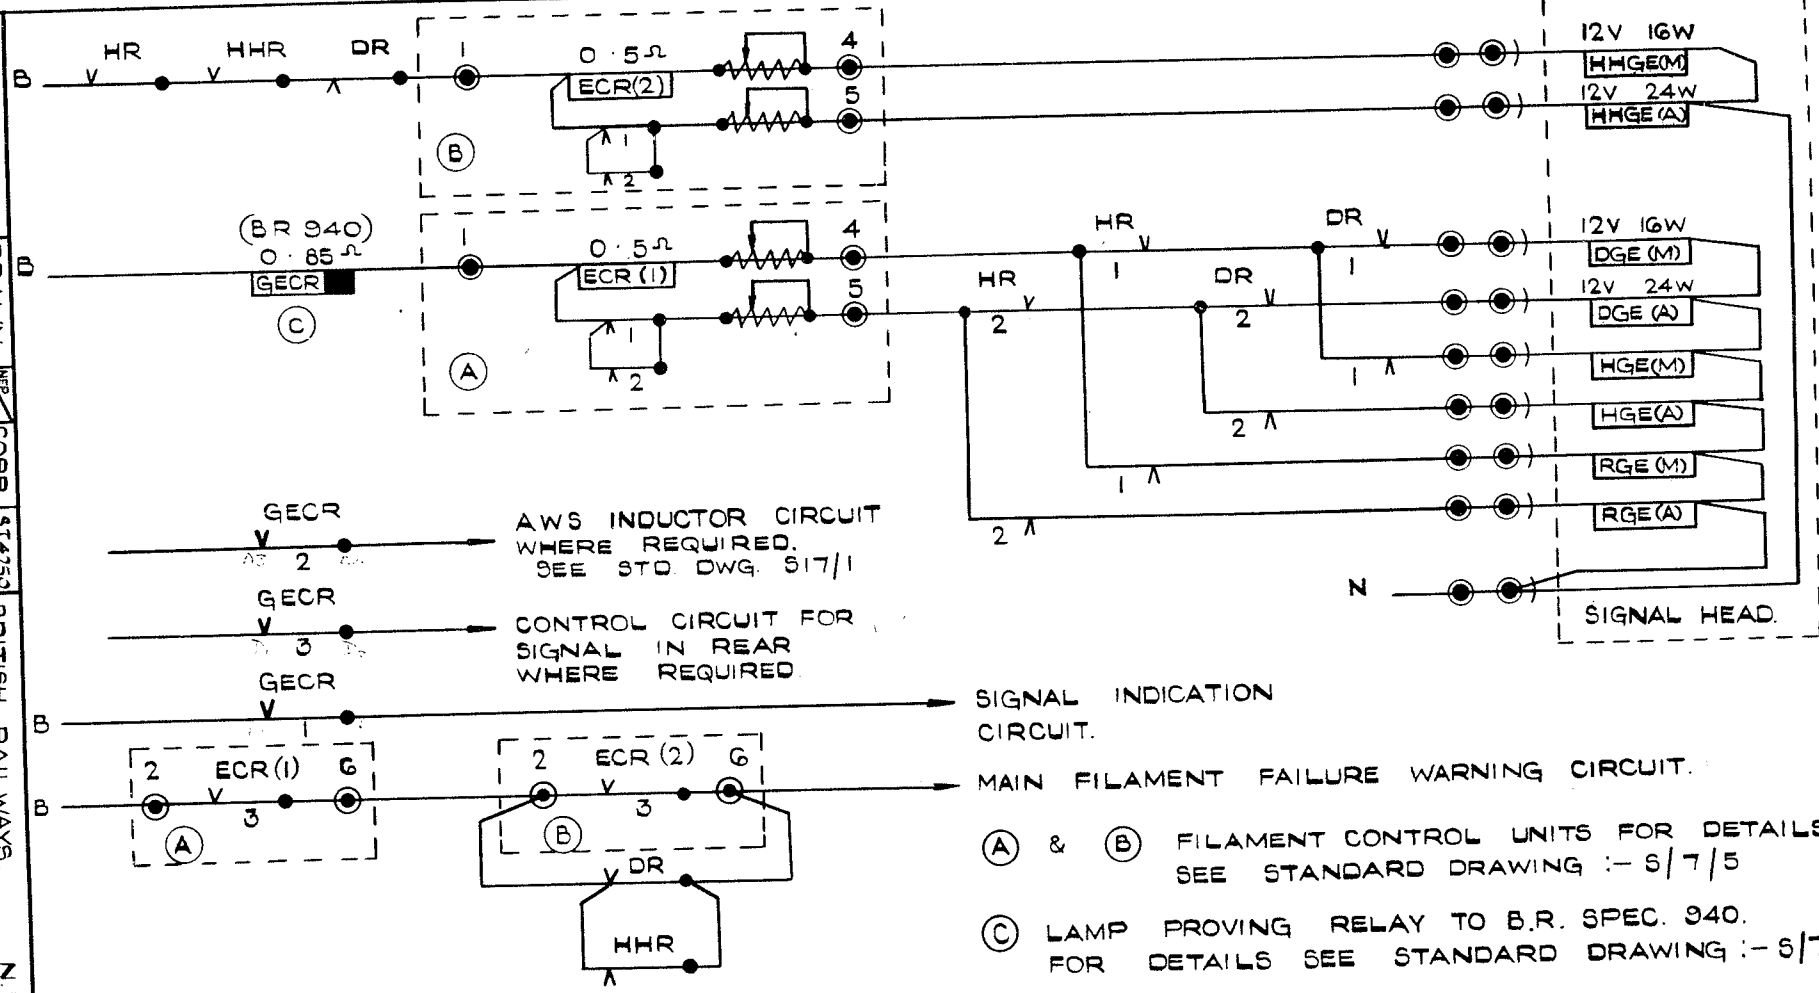 HR HHR DR
B
1
0.5Ω
ECR(2)
4
5
1
2
B
12V 16W
HHGE(M)
12V 24W
HHGE(A)
(BR 940)
0.85Ω
GECR
C
B
1
0.5Ω
ECR(1)
4
5
1
2
A
HR
1
DR
1
HR
2
DR
2
1
2
1
2
12V 16W
DGE(M)
12V 24W
DGE(A)
HGE(M)
HGE(A)
RGE(M)
RGE(A)
N
SIGNAL HEAD.
GECR
2
AWS INDUCTOR CIRCUIT
WHERE REQUIRED.
SEE STD. DWG. S17/1
GECR
3
CONTROL CIRCUIT FOR
SIGNAL IN REAR
WHERE REQUIRED.
GECR
B
1
SIGNAL INDICATION
CIRCUIT.
2 ECR(1) 6
B
3
A
2 ECR(2) 6
3
B
DR
HHR
MAIN FILAMENT FAILURE WARNING CIRCUIT.
A & B FILAMENT CONTROL UNITS FOR DETAILS
SEE STANDARD DRAWING :- S/7/5
C LAMP PROVING RELAY TO B.R. SPEC. 940.
FOR DETAILS SEE STANDARD DRAWING :- S/7
BRITISH RAILWAYS